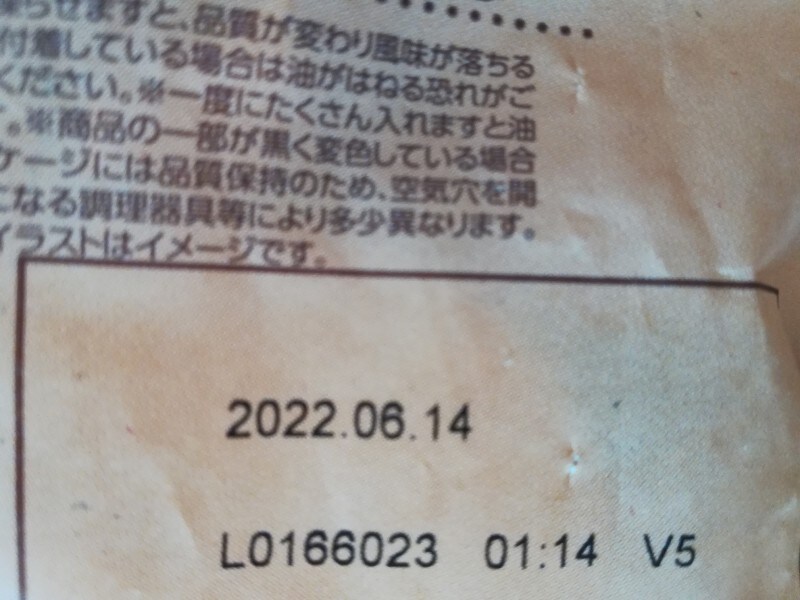 らせますと、品質が変わり風味が落ちる
付着している場合は油がはねる恐れがご
ください。※一度にたくさん入れますと油
。※商品の一部が黒く変色している場合
ケージには品質保持のため、空気穴を開
になる調理器具等により多少異なります。
イラストはイメージです。
2022.06.14
L0166023 01:14 V5